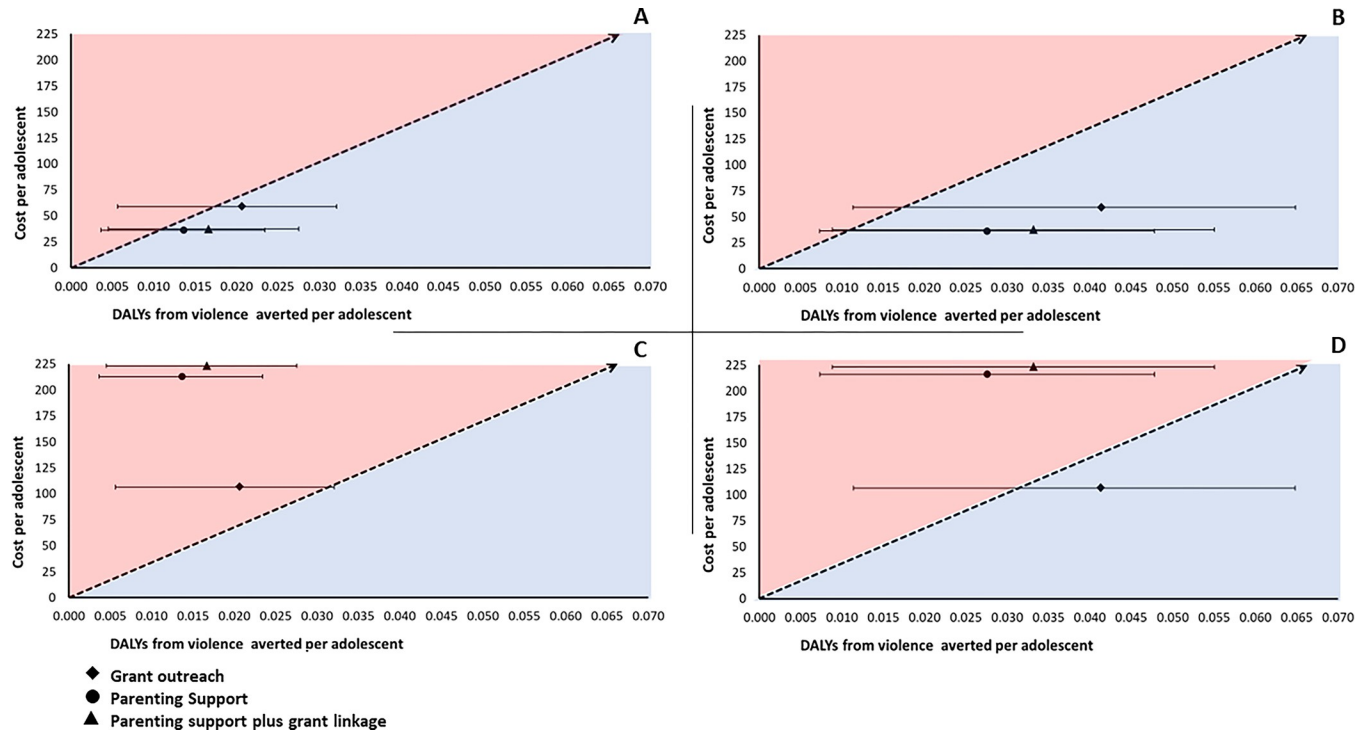 A
225
200
175
150
125
100
75
50
25
0
Cost per adolescent
0.000 0.005 0.010 0.015 0.020 0.025 0.030 0.035 0.040 0.045 0.050 0.055 0.060 0.065 0.070
DALYs from violence averted per adolescent
B
225
200
175
150
125
100
75
50
25
0
Cost per adolescent
0.000 0.005 0.010 0.015 0.020 0.025 0.030 0.035 0.040 0.045 0.050 0.055 0.060 0.065 0.070
DALYs from violence averted per adolescent
C
225
200
175
150
125
100
75
50
25
0
Cost per adolescent
0.000 0.005 0.010 0.015 0.020 0.025 0.030 0.035 0.040 0.045 0.050 0.055 0.060 0.065 0.070
DALYs from violence averted per adolescent
D
225
200
175
150
125
100
75
50
25
0
Cost per adolescent
0.000 0.005 0.010 0.015 0.020 0.025 0.030 0.035 0.040 0.045 0.050 0.055 0.060 0.065 0.070
DALYs from violence averted per adolescent
Grant outreach
Parenting Support
Parenting support plus grant linkage